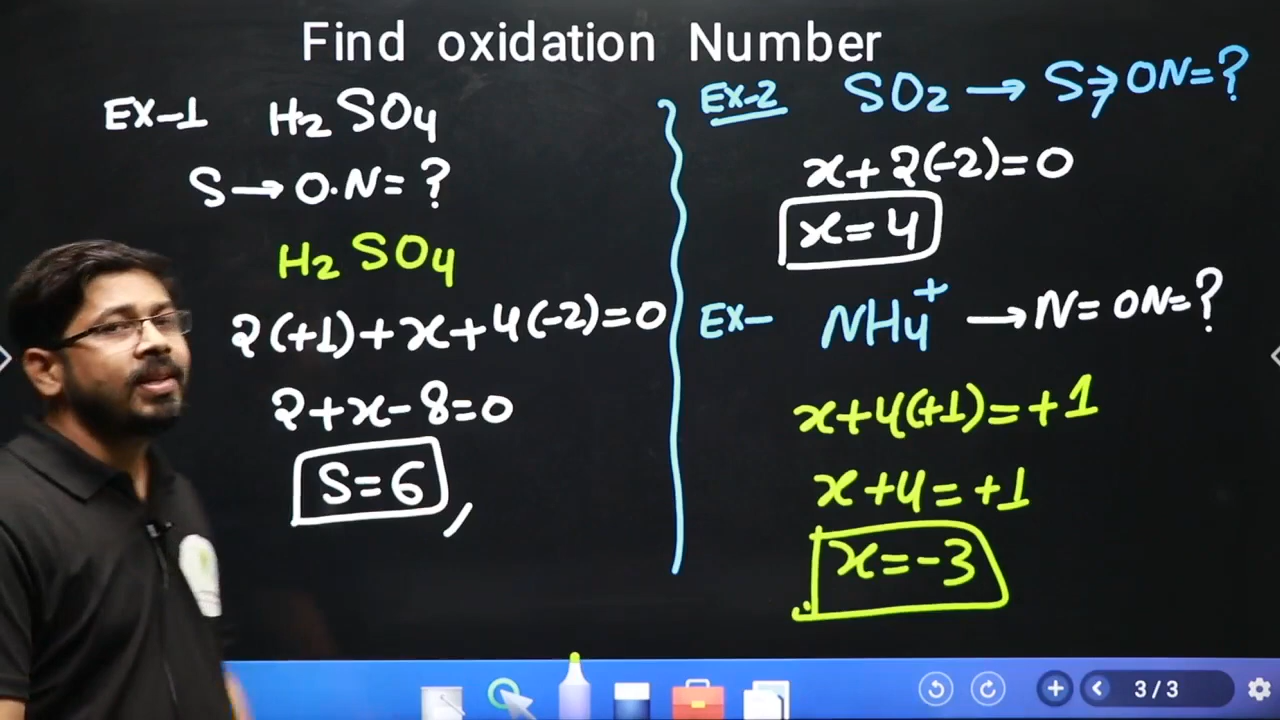 Find oxidation Number
EX-1 H₂SO₄
S→O.N=?
H₂SO₄
2(+1)+x+4(-2)=0
2+x-8=0
S=6,
EX-2 SO₂ → S⇒ON=?
x+2(-2)=0
x=4
EX- NH₄⁺ → N=ON=?
x+4(+1)=+1
x+4=+1
x=-3
3/3